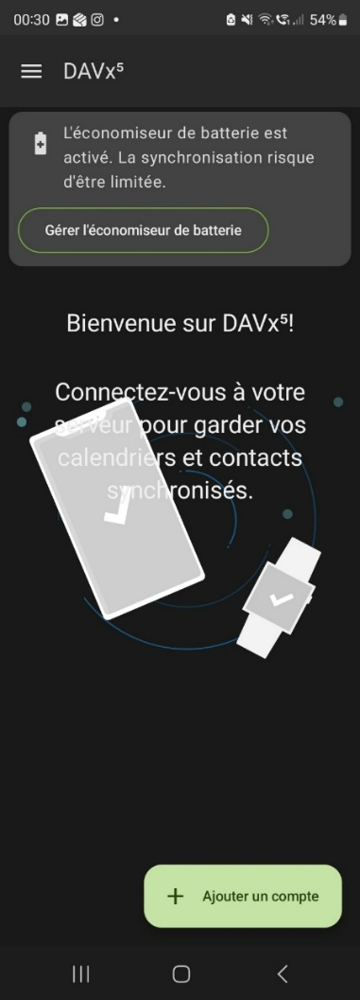 00:30 54%
DAVx⁵
L'économiseur de batterie est
activé. La synchronisation risque
d'être limitée.
Gérer l'économiseur de batterie
Bienvenue sur DAVx⁵!
Connectez-vous à votre
serveur pour garder vos
calendriers et contacts
synchronisés.
Ajouter un compte